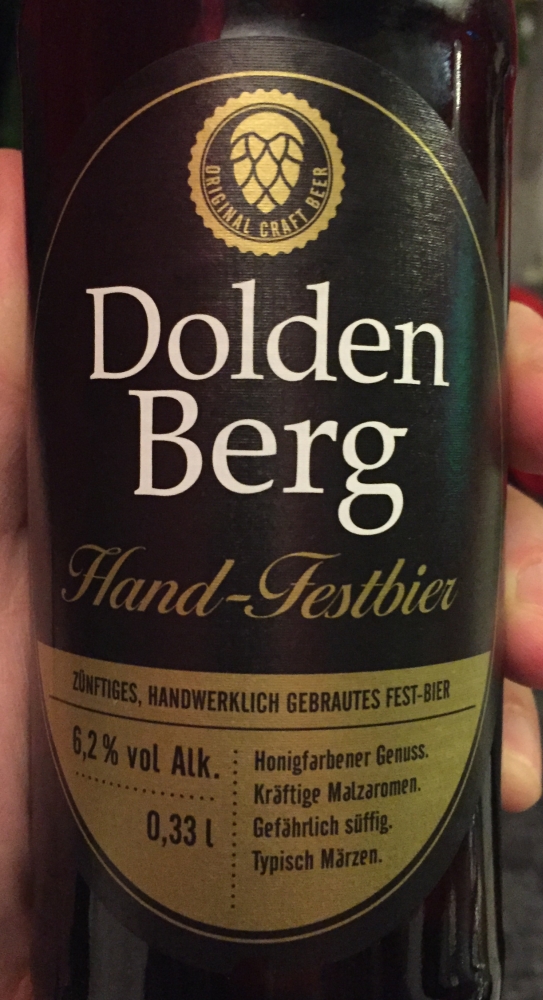 ORIGINAL CRAFT BEER
Dolden
Berg
Hand-Festbier
ZÜNFTIGES, HANDWERKLICH GEBRAUTES FEST-BIER
6,2 % vol Alk.
0,33 l
Honigfarbener Genuss.
Kräftige Malzaromen.
Gefährlich süffig.
Typisch Märzen.